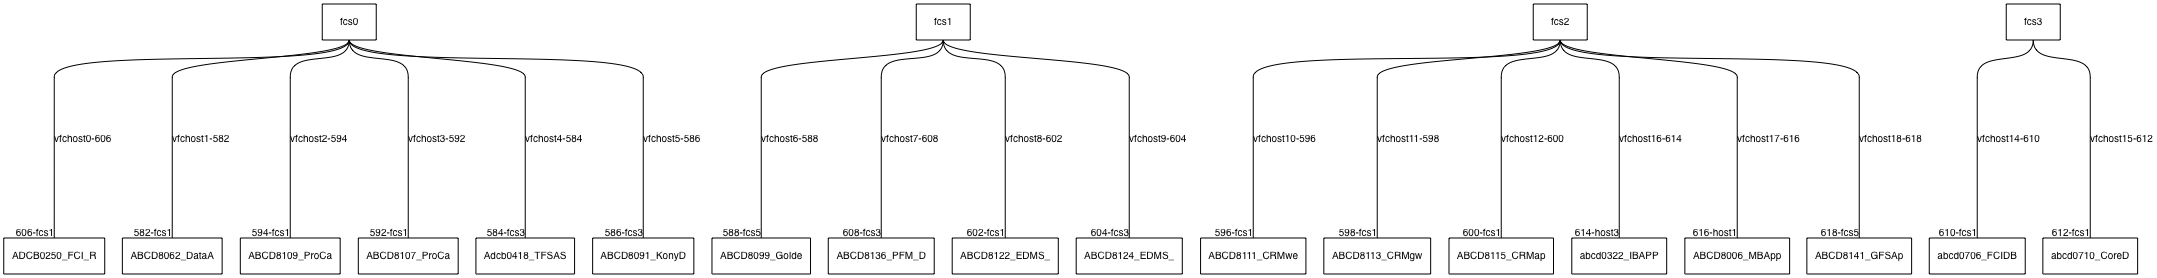 fcs0 fcs1 fcs2 fcs3
vfchost0-606 vfchost1-582 vfchost2-594 vfchost3-592 vfchost4-584 vfchost5-586 vfchost6-588 vfchost7-608 vfchost8-602 vfchost9-604 vfchost10-596 vfchost11-598 vfchost12-600 vfchost16-614 vfchost17-616 vfchost18-618 vfchost14-610 vfchost15-612
606-fcs1 582-fcs1 594-fcs1 592-fcs1 584-fcs3 586-fcs3 588-fcs5 608-fcs3 602-fcs1 604-fcs3 596-fcs1 598-fcs1 600-fcs1 614-host3 616-host1 618-fcs5 610-fcs1 612-fcs1
ADCB0250_FCI_R ABCD8062_DataA ABCD8109_ProCa ABCD8107_ProCa Adcb0418_TFSAS ABCD8091_KonyD ABCD8099_Golde ABCD8136_PFM_D ABCD8122_EDMS_ ABCD8124_EDMS_ ABCD8111_CRMwe ABCD8113_CRMgw ABCD8115_CRMap abcd0322_IBAPP ABCD8006_MBApp ABCD8141_GFSAp abcd0706_FCIDB abcd0710_CoreD